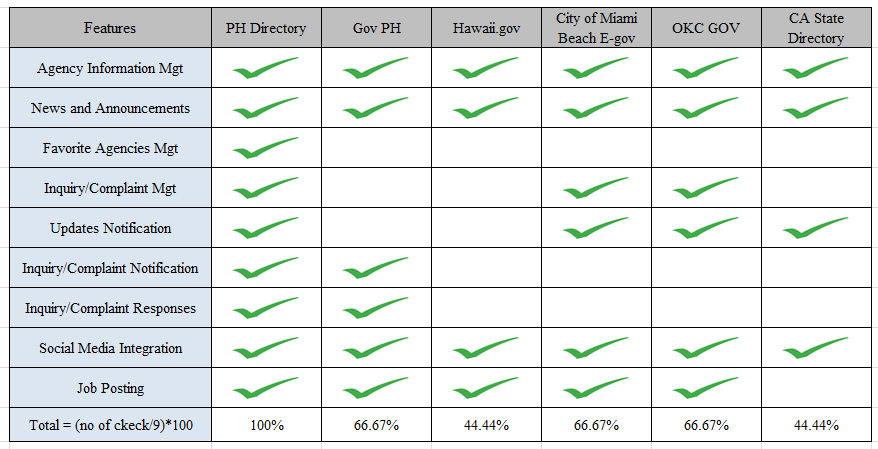 Features PH Directory Gov PH Hawaii.gov City of Miami Beach E-gov OKC GOV CA State Directory
Agency Information Mgt
News and Announcements
Favorite Agencies Mgt
Inquiry/Complaint Mgt
Updates Notification
Inquiry/Complaint Notification
Inquiry/Complaint Responses
Social Media Integration
Job Posting
Total = (no of ckeck/9)*100 100% 66.67% 44.44% 66.67% 66.67% 44.44%